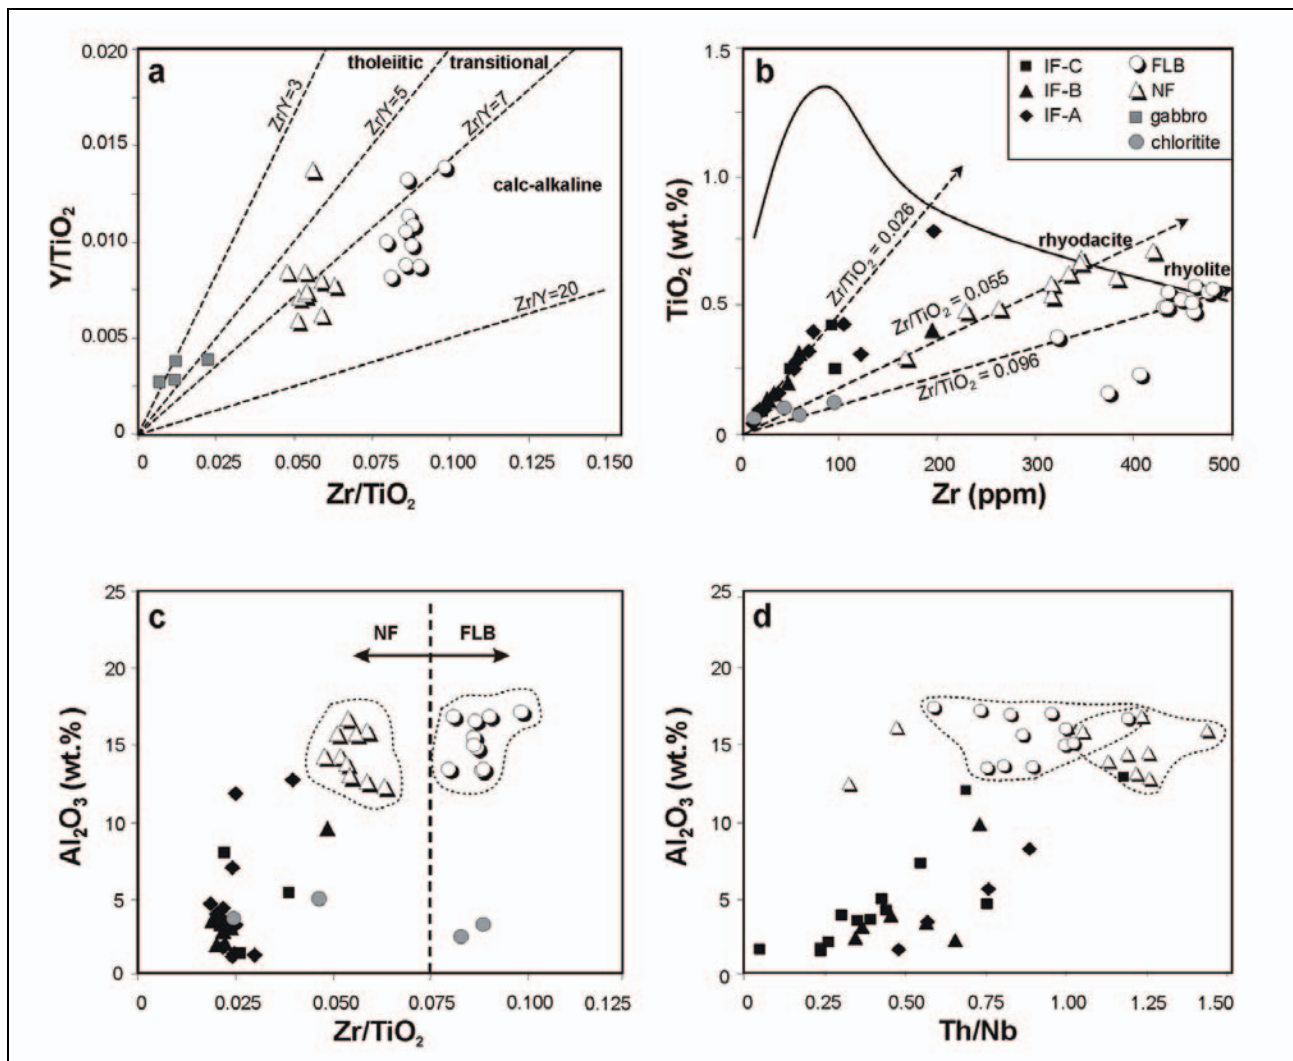 a
0.020
0.015
0.010
0.005
0
Y/TiO₂
tholeiitic
transitional
calc-alkaline
Zr/Y=3
Zr/Y=5
Zr/Y=7
Zr/Y=20
0
0.025
0.050
0.075
0.100
0.125
0.150
Zr/TiO₂
b
1.5
1.0
0.5
0
TiO₂ (wt.%)
IF-C
IF-B
IF-A
FLB
NF
gabbro
chloritite
Zr/TiO₂ = 0.026
Zr/TiO₂ = 0.055
Zr/TiO₂ = 0.096
rhyodacite
rhyolite
0
100
200
300
400
500
Zr (ppm)
c
25
20
15
10
5
0
Al₂O₃ (wt.%)
NF
FLB
0
0.025
0.050
0.075
0.100
0.125
Zr/TiO₂
d
25
20
15
10
5
0
Al₂O₃ (wt.%)
0
0.25
0.50
0.75
1.00
1.25
1.50
Th/Nb